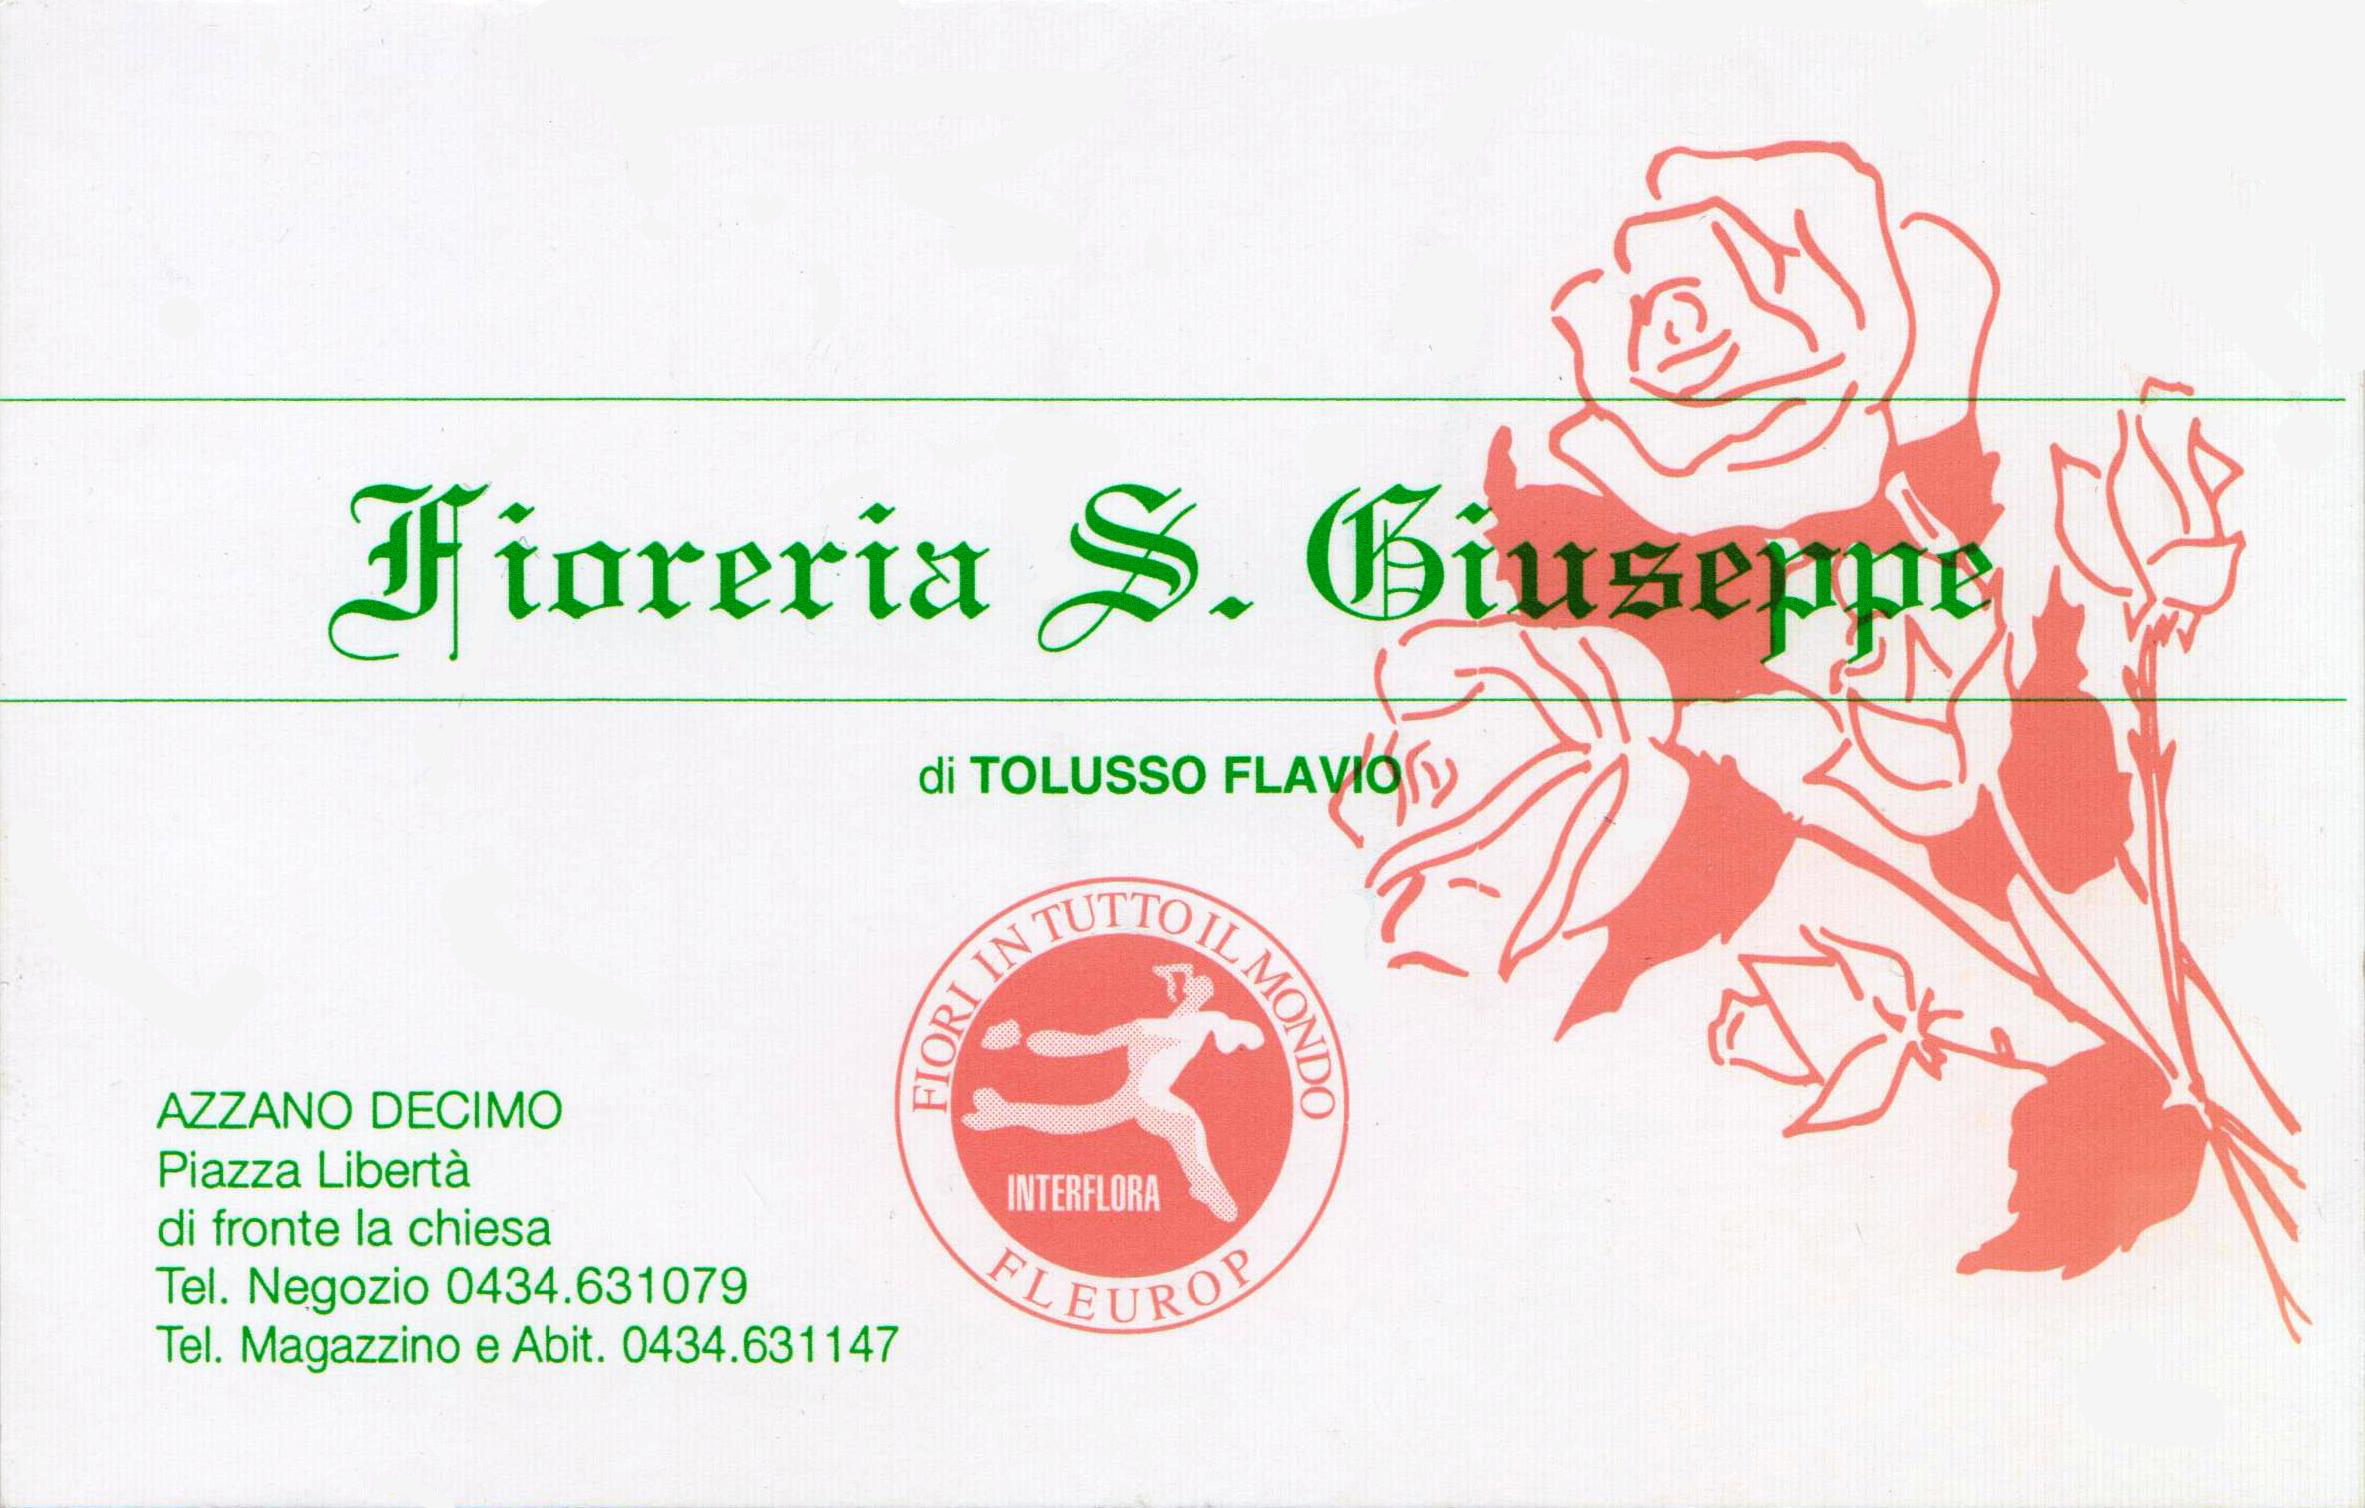 Fioreria S. Giuseppe
di TOLUSSO FLAVIO
FIORI IN TUTTO IL MONDO
INTERFLORA
FLEUROP
AZZANO DECIMO
Piazza Libertà
di fronte la chiesa
Tel. Negozio 0434.631079
Tel. Magazzino e Abit. 0434.631147